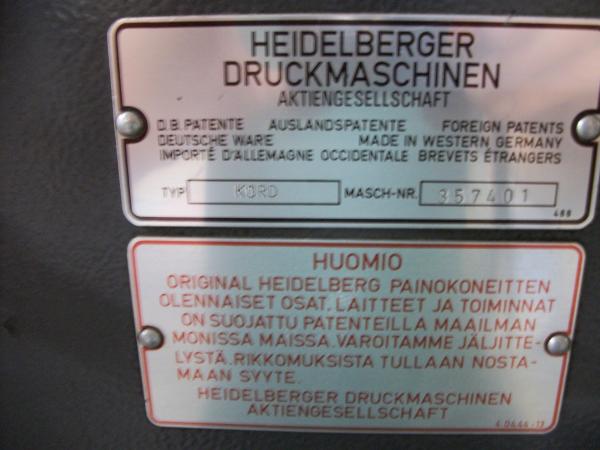 HEIDELBERGER
DRUCKMASCHINEN
AKTIENGESELLSCHAFT
D.B. PATENTE AUSLANDSPATENTE FOREIGN PATENTS
DEUTSCHE WARE MADE IN WESTERN GERMANY
IMPORTÉ D'ALLEMAGNE OCCIDENTALE BREVETS ÉTRANGERS
TYP KORD MASCH-NR. 357401
488
HUOMIO
ORIGINAL HEIDELBERG PAINOKONEITTEN
OLENNAISET OSAT, LAITTEET JA TOIMINNAT
ON SUOJATTU PATENTEILLA MAAILMAN
MONISSA MAISSA. VAROITAMME JÄLJITTE-
LYSTÄ. RIKKOMUKSISTA TULLAAN NOSTA-
MAAN SYYTE.
HEIDELBERGER DRUCKMASCHINEN
AKTIENGESELLSCHAFT